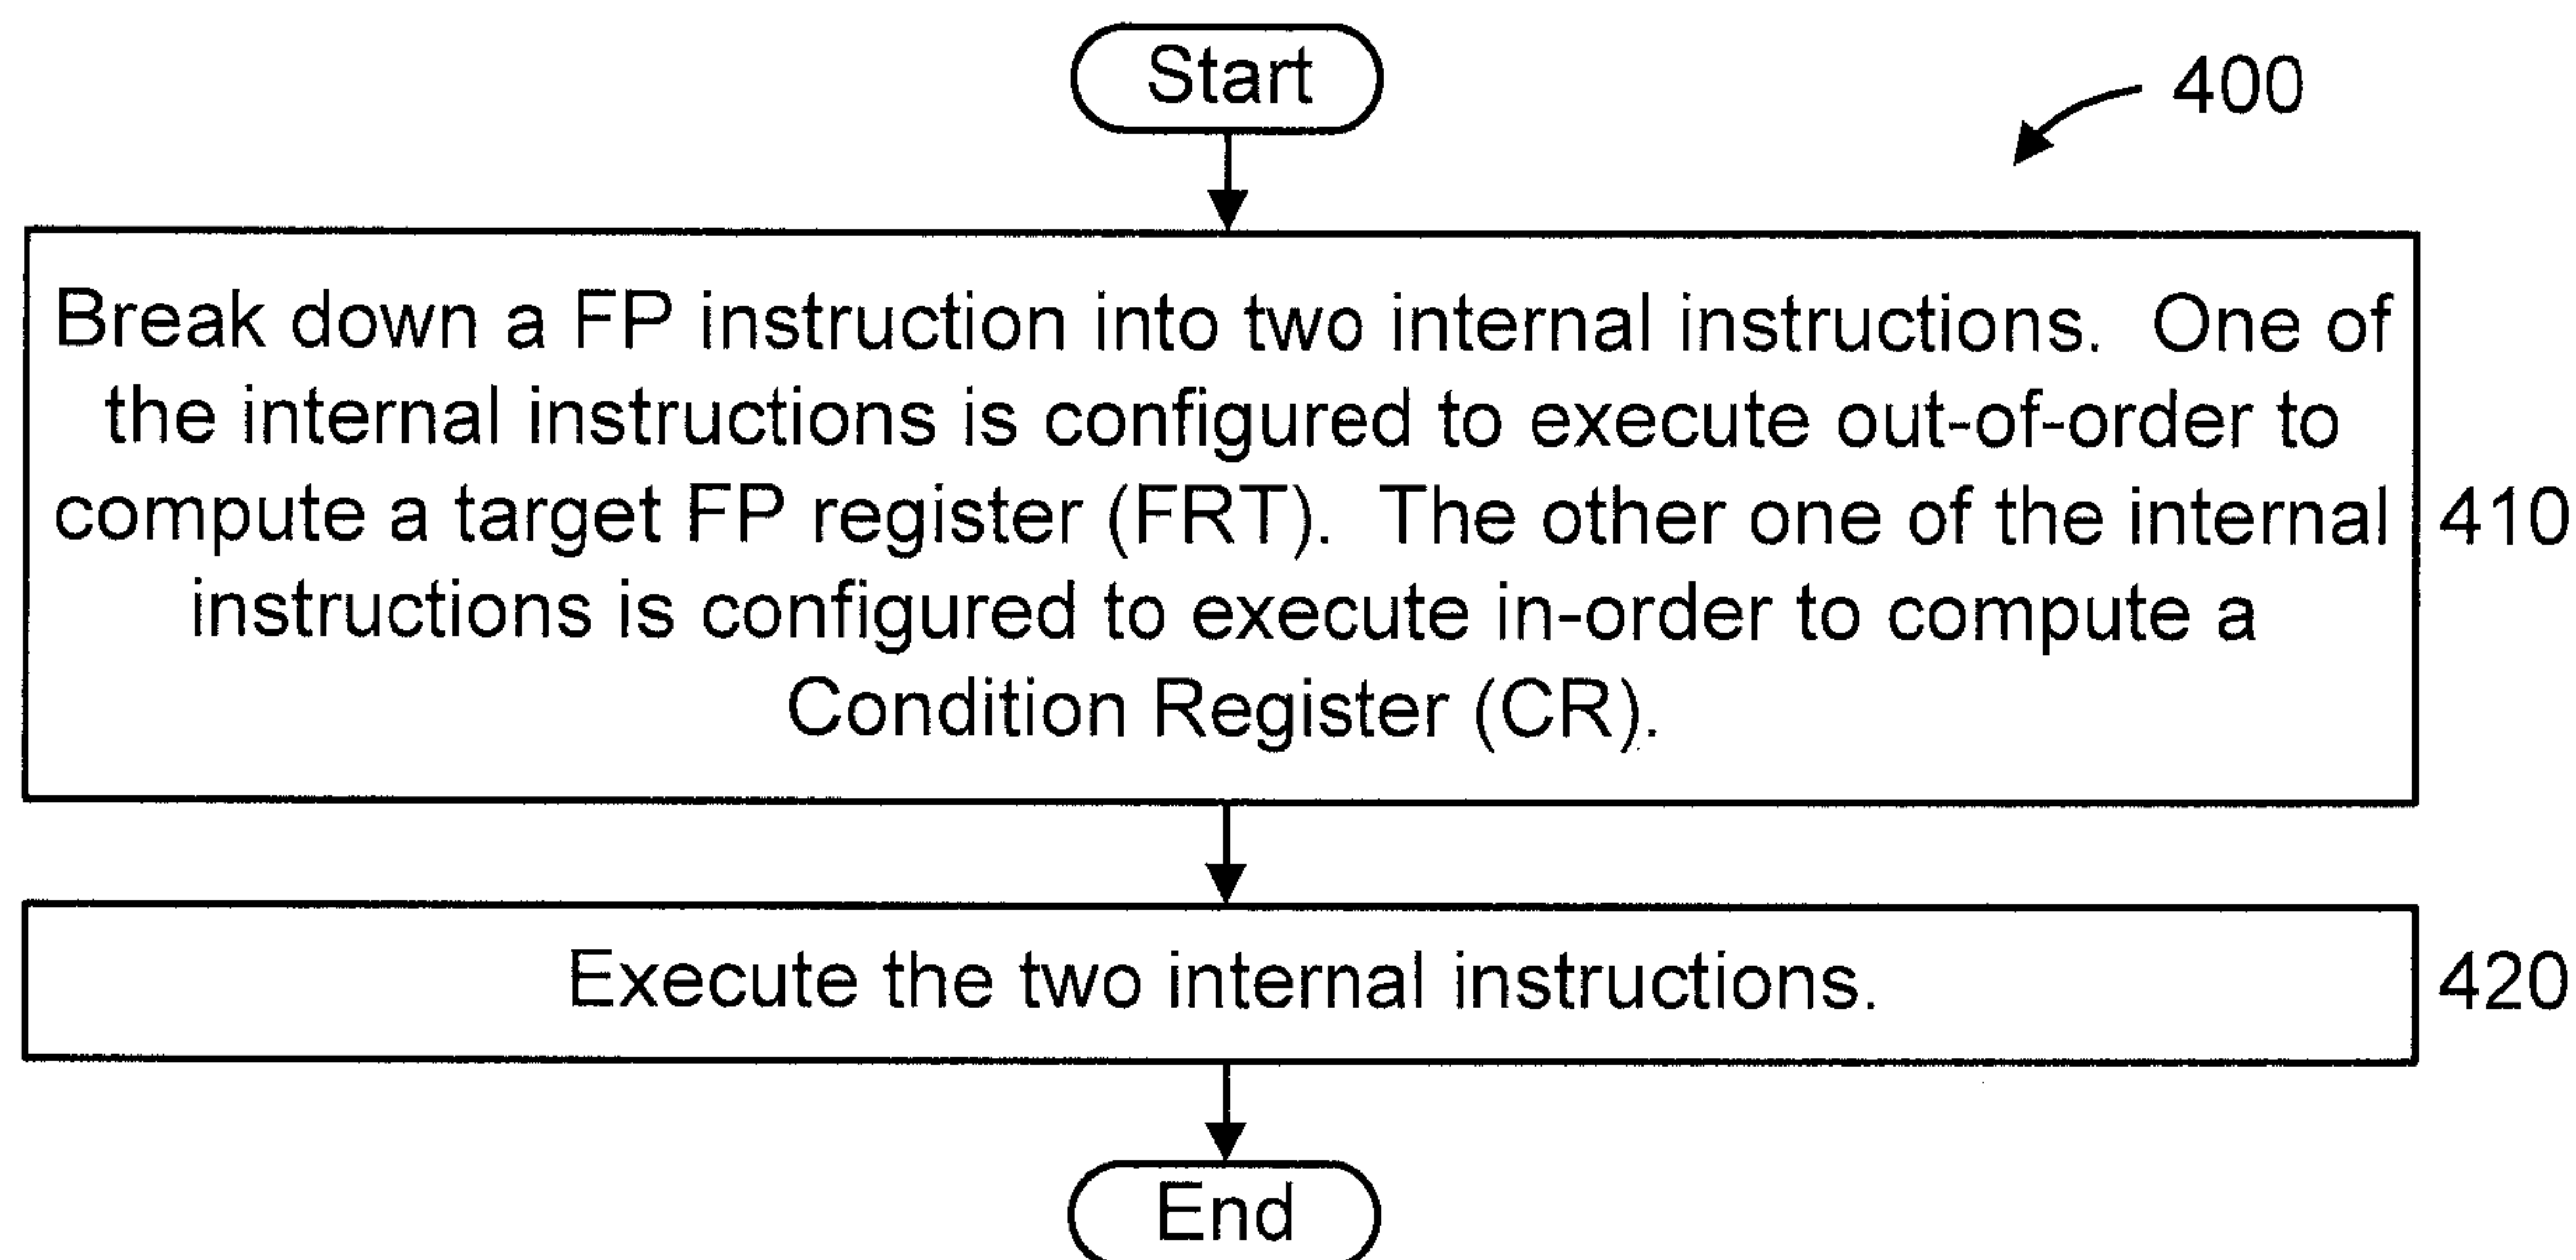 Start
400
Break down a FP instruction into two internal instructions. One of
the internal instructions is configured to execute out-of-order to
compute a target FP register (FRT). The other one of the internal
instructions is configured to execute in-order to compute a
Condition Register (CR).
410
Execute the two internal instructions.
420
End